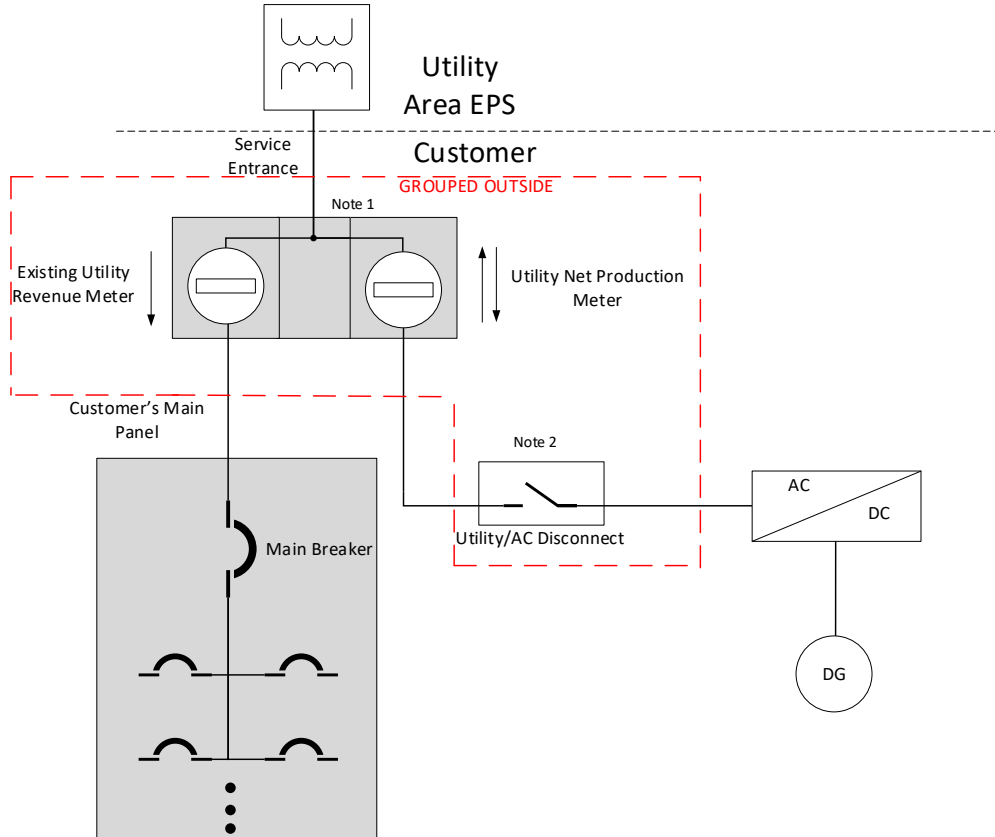 Utility
Area EPS
Service
Entrance
Customer
GROUPED OUTSIDE
Note 1
Existing Utility
Revenue Meter
Utility Net Production
Meter
Customer’s Main
Panel
Note 2
Utility/AC Disconnect
AC
DC
Main Breaker
DG